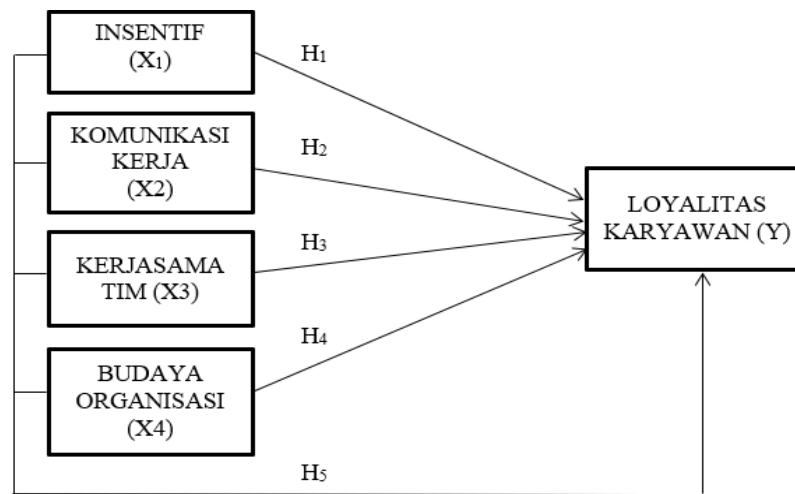 INSENTIF
(X₁)
H₁
KOMUNIKASI
KERJA
(X2)
H₂
LOYALITAS
KARYAWAN (Y)
KERJASAMA
TIM (X3)
H₃
BUDAYA
ORGANISASI
(X4)
H₄
H₅